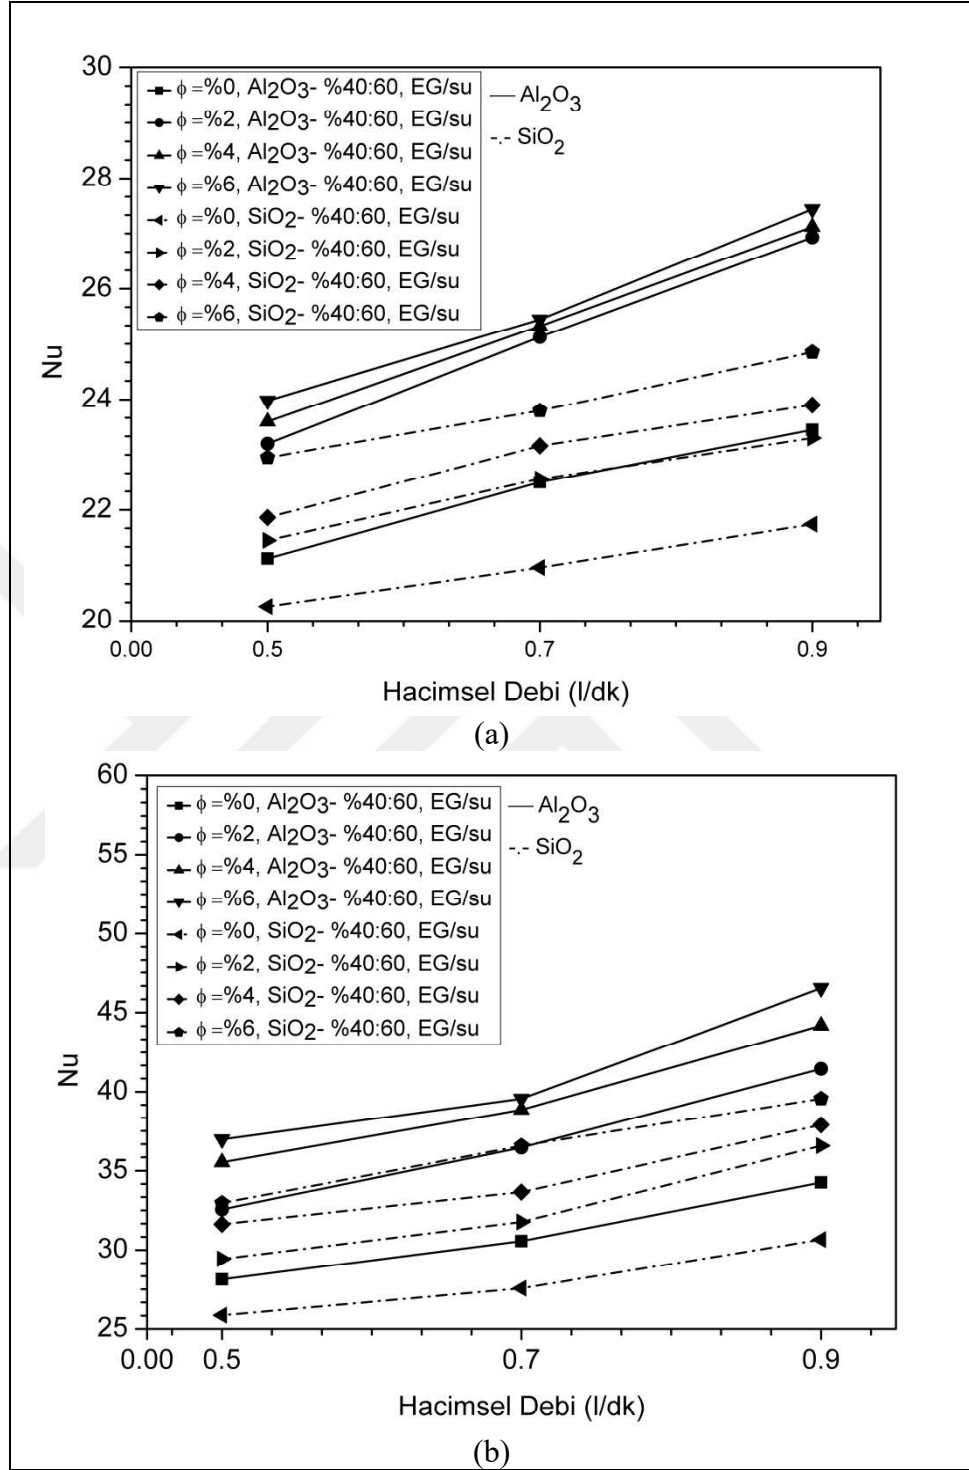 30
28
26
24
22
20
Nu
ϕ =%0, Al₂O₃- %40:60, EG/su
ϕ =%2, Al₂O₃- %40:60, EG/su
ϕ =%4, Al₂O₃- %40:60, EG/su
ϕ =%6, Al₂O₃- %40:60, EG/su
ϕ =%0, SiO₂- %40:60, EG/su
ϕ =%2, SiO₂- %40:60, EG/su
ϕ =%4, SiO₂- %40:60, EG/su
ϕ =%6, SiO₂- %40:60, EG/su
Al₂O₃
SiO₂
0.00 0.5 0.7 0.9
Hacimsel Debi (l/dk)
(a)
60
55
50
45
40
35
30
25
Nu
ϕ =%0, Al₂O₃- %40:60, EG/su
ϕ =%2, Al₂O₃- %40:60, EG/su
ϕ =%4, Al₂O₃- %40:60, EG/su
ϕ =%6, Al₂O₃- %40:60, EG/su
ϕ =%0, SiO₂- %40:60, EG/su
ϕ =%2, SiO₂- %40:60, EG/su
ϕ =%4, SiO₂- %40:60, EG/su
ϕ =%6, SiO₂- %40:60, EG/su
Al₂O₃
SiO₂
0.00 0.5 0.7 0.9
Hacimsel Debi (l/dk)
(b)